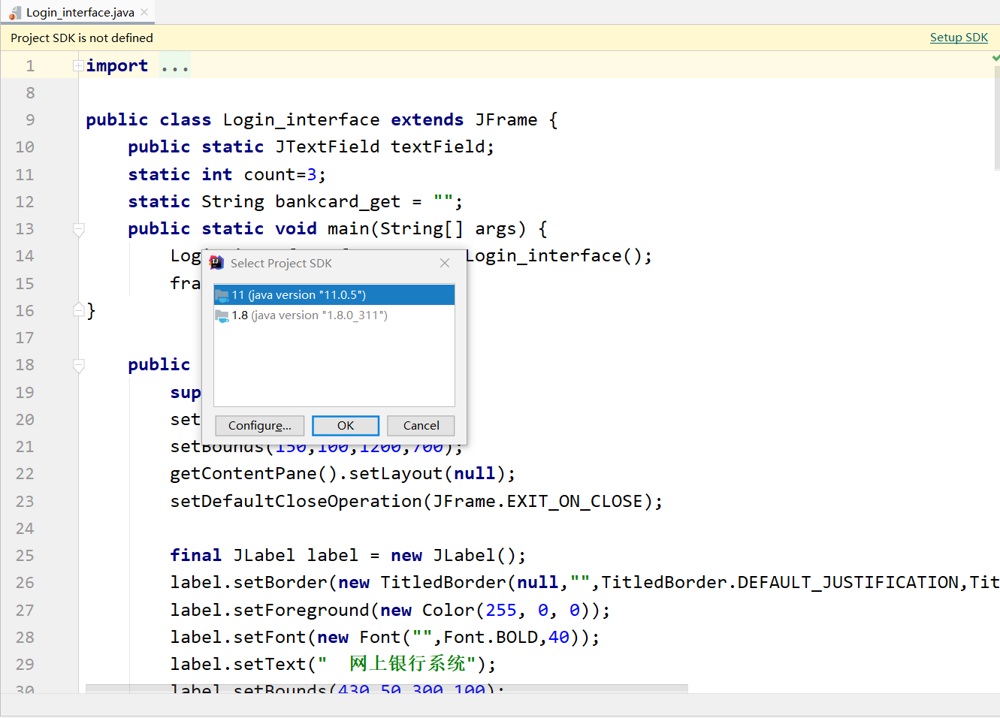 Login_interface.java
Project SDK is not defined Setup SDK
1 import ...
8
9 public class Login_interface extends JFrame {
10 public static JTextField textField;
11 static int count=3;
12 static String bankcard_get = "";
13 public static void main(String[] args) {
14 Log Login_interface();
15 fra
16 }
17
18 public
19 sup
20 set
21 setBounds(150,100,1200,700);
22 getContentPane().setLayout(null);
23 setDefaultCloseOperation(JFrame.EXIT_ON_CLOSE);
24
25 final JLabel label = new JLabel();
26 label.setBorder(new TitledBorder(null,"",TitledBorder.DEFAULT_JUSTIFICATION,Tit
27 label.setForeground(new Color(255, 0, 0));
28 label.setFont(new Font("",Font.BOLD,40));
29 label.setText("  网上银行系统");
30 label.setBounds(430,50,300,100);
Select Project SDK
11 (java version "11.0.5")
1.8 (java version "1.8.0_311")
Configure... OK Cancel